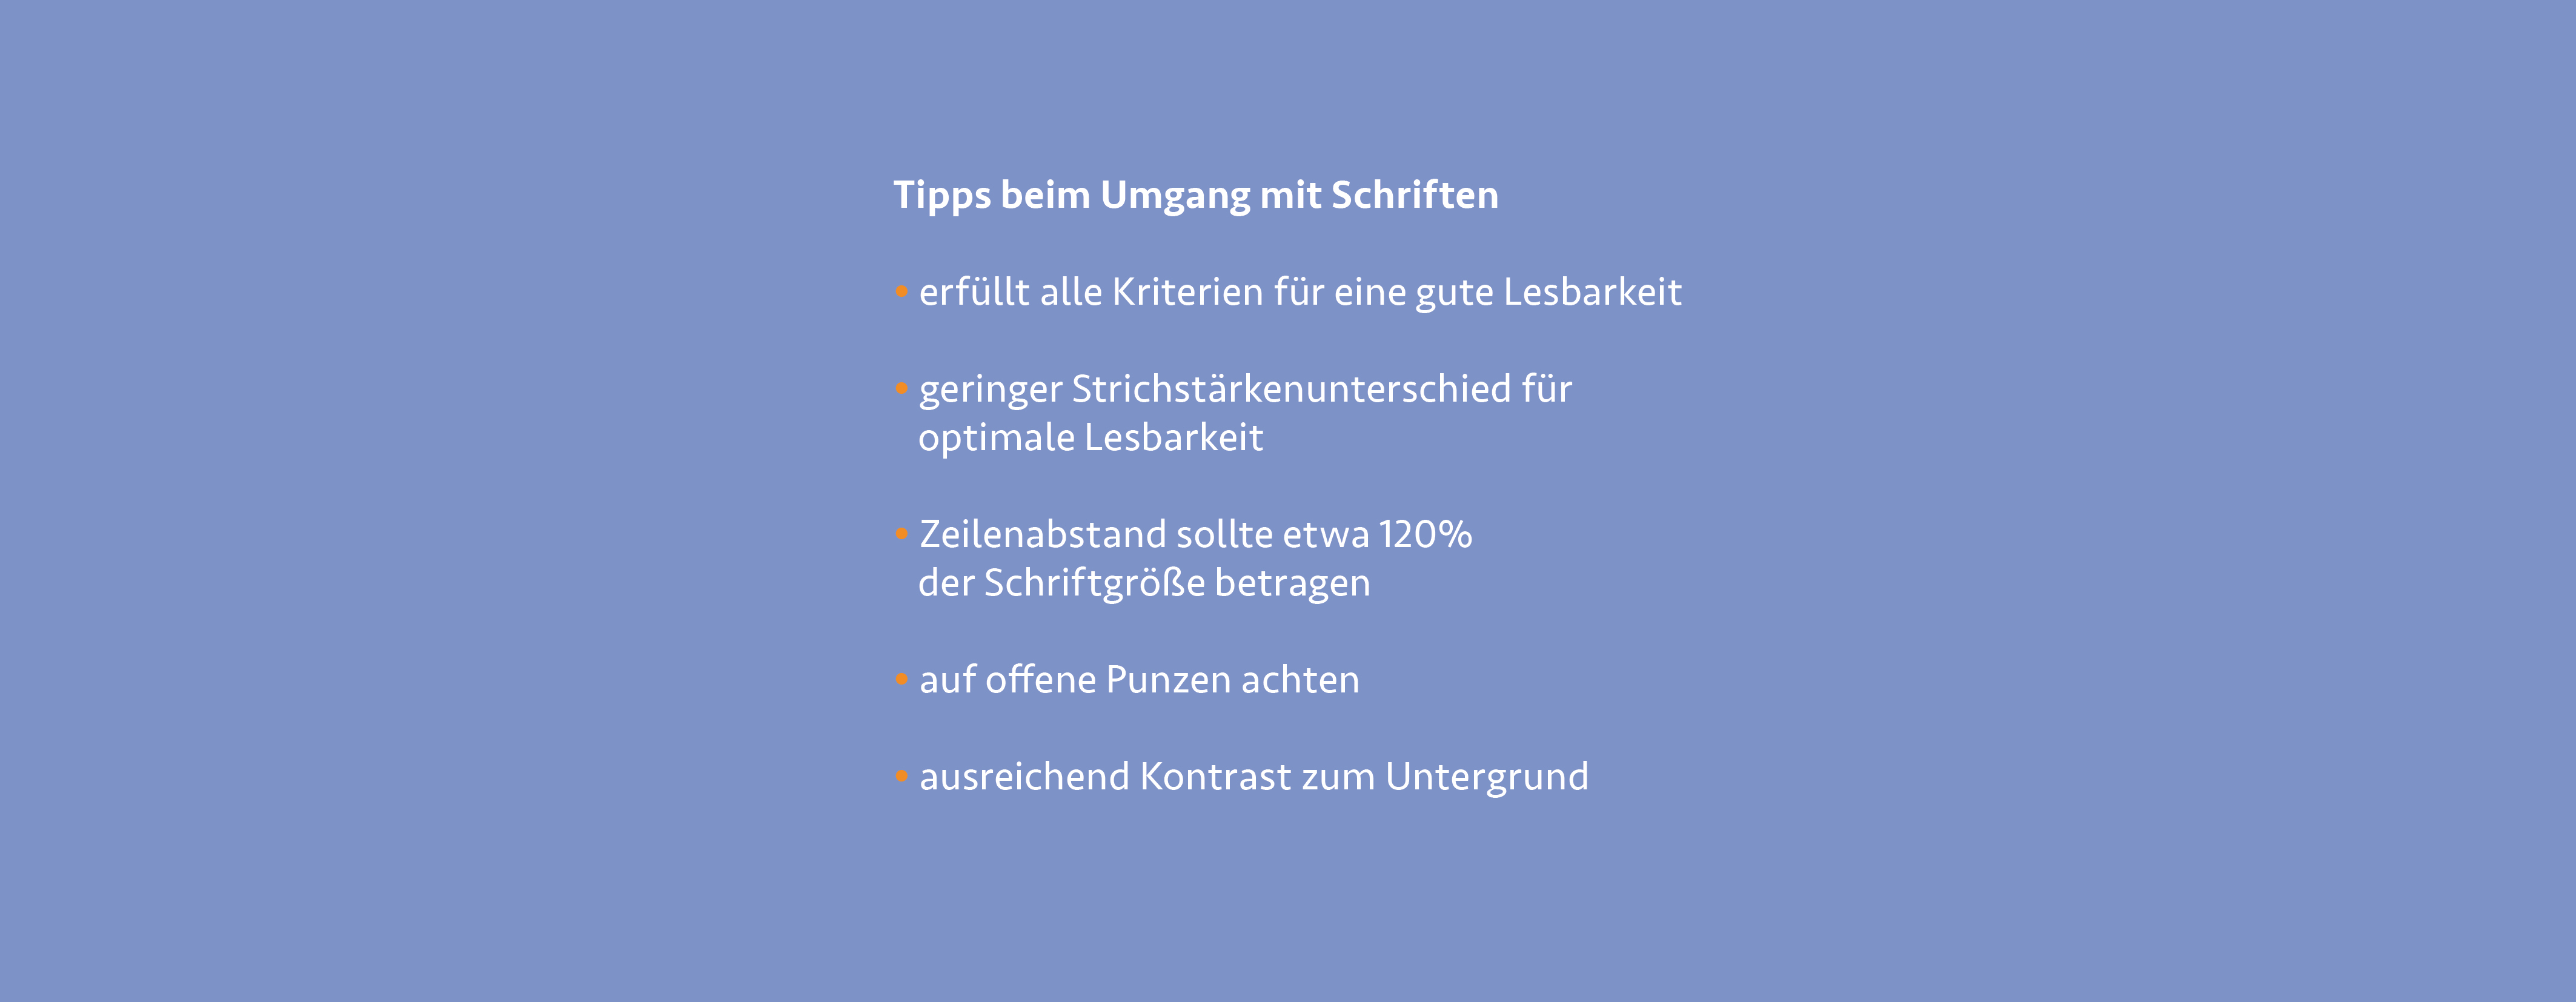 Tipps beim Umgang mit Schriften
• erfüllt alle Kriterien für eine gute Lesbarkeit
• geringer Strichstärkenunterschied für
optimale Lesbarkeit
• Zeilenabstand sollte etwa 120%
der Schriftgröße betragen
• auf offene Punzen achten
• ausreichend Kontrast zum Untergrund